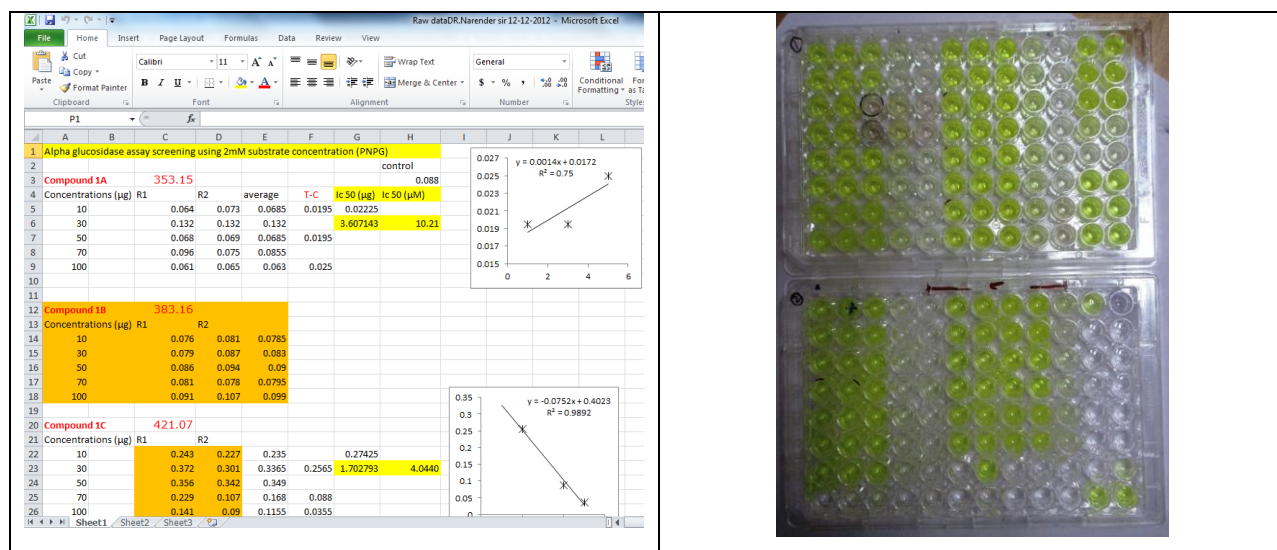 Raw dataDR.Narender sir 12-12-2012 - Microsoft Excel
File Home Insert Page Layout Formulas Data Review View
Cut
Copy
Format Painter
Paste
Calibri 11
Wrap Text
Merge & Center
General
Conditional
Formatting
Clipboard Font Alignment Number Styles
P1 fx
A B C D E F G H I J K L
1 Alpha glucosidase assay screening using 2mM substrate concentration (PNPG)
2 control
3 Compound 1A 353.15 0.088
4 Concentrations (µg) R1 R2 average T-C Ic 50 (µg) Ic 50 (µM)
5 10 0.064 0.073 0.0685 0.0195 0.02225
6 30 0.132 0.132 0.132 3.607143 10.21
7 50 0.068 0.069 0.0685 0.0195
8 70 0.096 0.075 0.0855
9 100 0.061 0.065 0.063 0.025
10
11
12 Compound 1B 383.16
13 Concentrations (µg) R1 R2
14 10 0.076 0.081 0.0785
15 30 0.079 0.087 0.083
16 50 0.086 0.094 0.09
17 70 0.081 0.078 0.0795
18 100 0.091 0.107 0.099
19
20 Compound 1C 421.07
21 Concentrations (µg) R1 R2
22 10 0.243 0.227 0.235 0.27425
23 30 0.372 0.301 0.3365 0.2565 1.702793 4.0440
24 50 0.356 0.342 0.349
25 70 0.229 0.107 0.168 0.088
26 100 0.141 0.09 0.1155 0.0355
Sheet1 Sheet2 Sheet3
y = 0.0014x + 0.0172
R² = 0.75
0.027
0.025
0.023
0.021
0.019
0.017
0.015
0 2 4 6
y = -0.0752x + 0.4023
R² = 0.9892
0.35
0.3
0.25
0.2
0.15
0.1
0.05
0